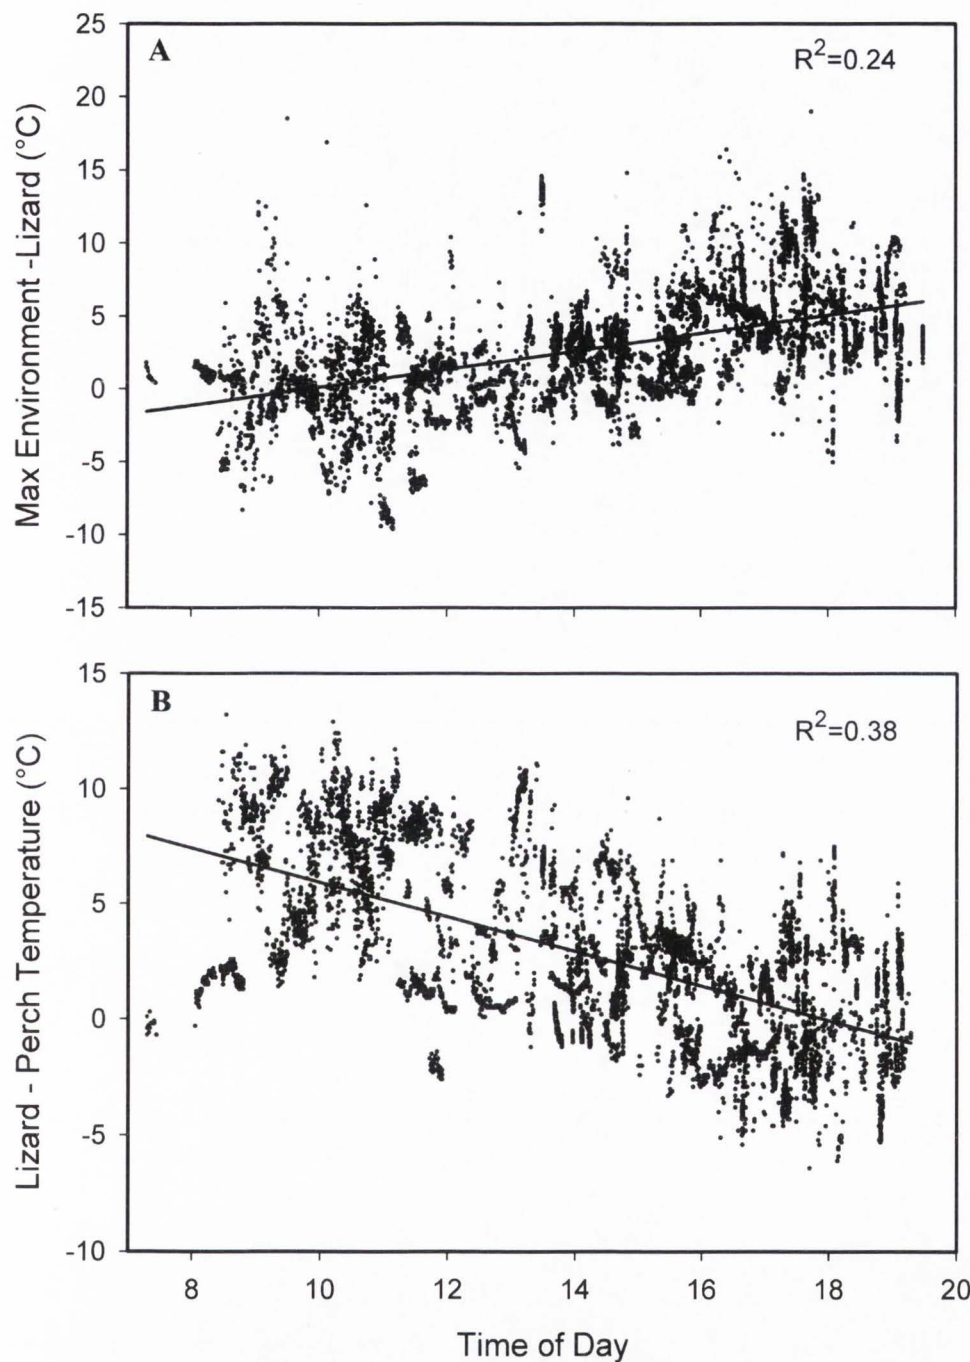 A
R²=0.24
Max Environment -Lizard (°C)
25
20
15
10
5
0
-5
-10
-15
B
R²=0.38
Lizard - Perch Temperature (°C)
15
10
5
0
-5
-10
8 10 12 14 16 18 20
Time of Day